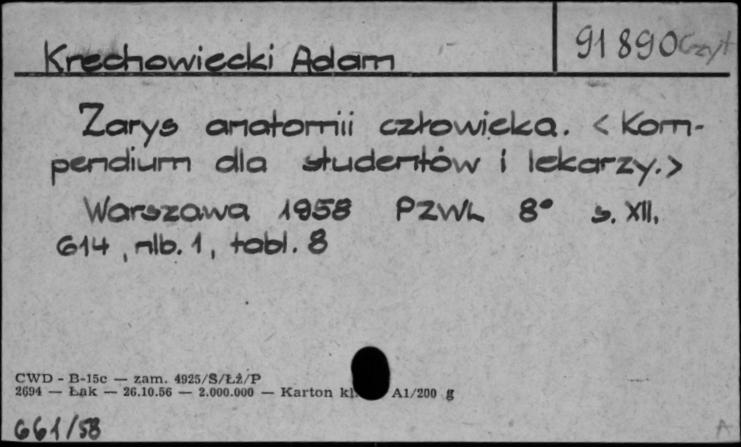 Krechowiecki Adam
91 890 Czyt
Zarys anatomii człowieka. <Kom-
pendium dla studentów i lekarzy.>
Warszawa 1958 PZWL 8° s. XII,
614, nlb. 1, tabl. 8
CWD - B-15c — zam. 4925/S/Łż/P
2694 — Łak — 26.10.56 — 2.000.000 — Karton A1/200 g
661/58
A